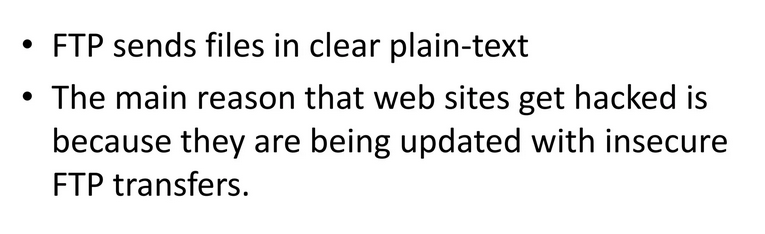 • FTP sends files in clear plain-text
• The main reason that web sites get hacked is
because they are being updated with insecure
FTP transfers.